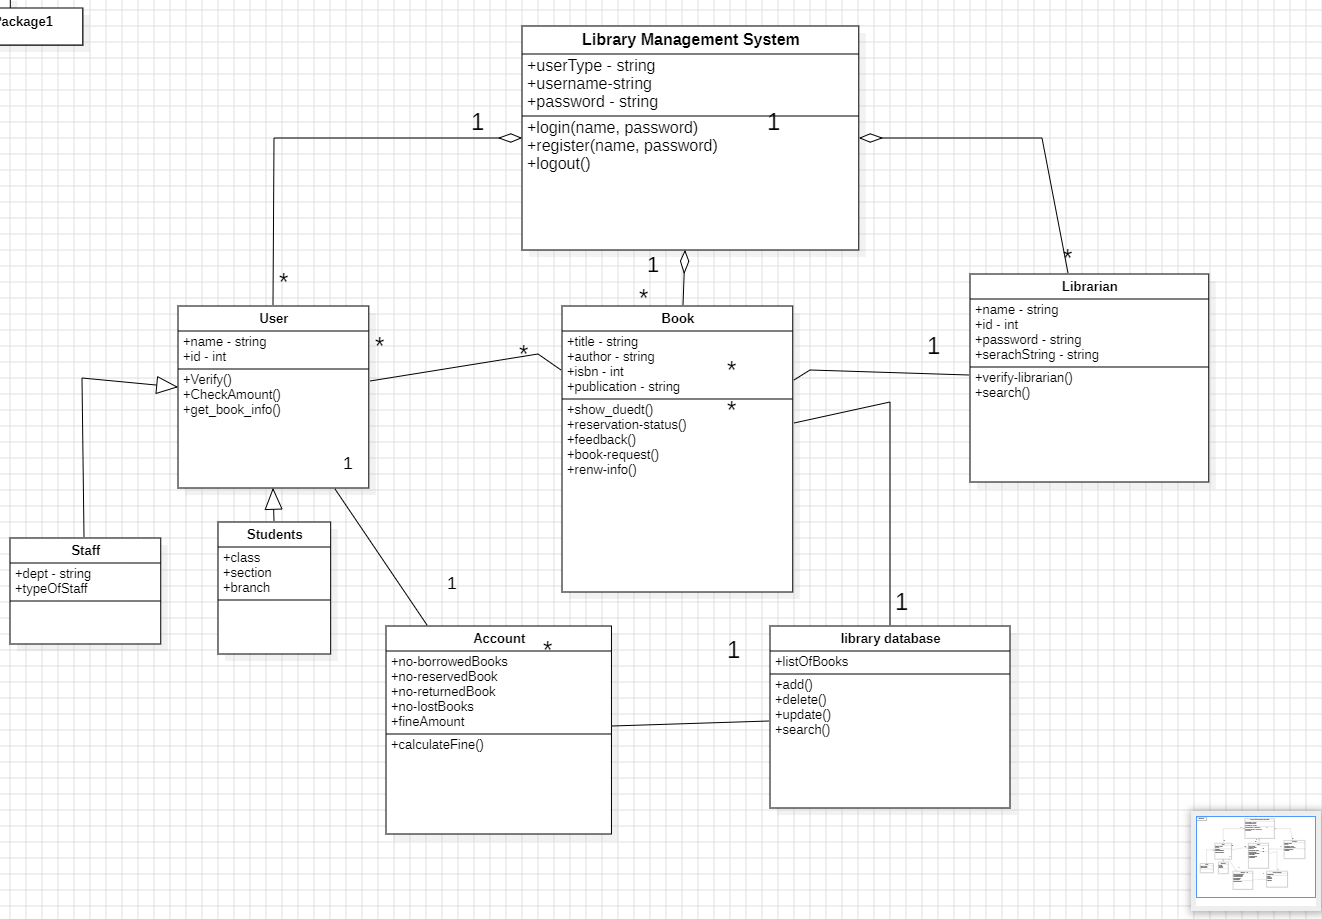 ackage1
Library Management System
+userType - string
+username-string
+password - string
1
1
+login(name, password)
+register(name, password)
+logout()
1
*
*
*
User
+name - string
+id - int
+Verify()
+CheckAmount()
+get_book_info()
1
*
*
Book
+title - string
+author - string
+isbn - int
+publication - string
*
+show_duedt()
*
+reservation-status()
+feedback()
+book-request()
+renw-info()
Librarian
+name - string
+id - int
+password - string
+serachString - string
1
+verify-librarian()
+search()
Staff
+dept - string
+typeOfStaff
Students
+class
+section
+branch
1
1
Account
*
+no-borrowedBooks
+no-reservedBook
+no-returnedBook
+no-lostBooks
+fineAmount
+calculateFine()
1
library database
+listOfBooks
+add()
+delete()
+update()
+search()